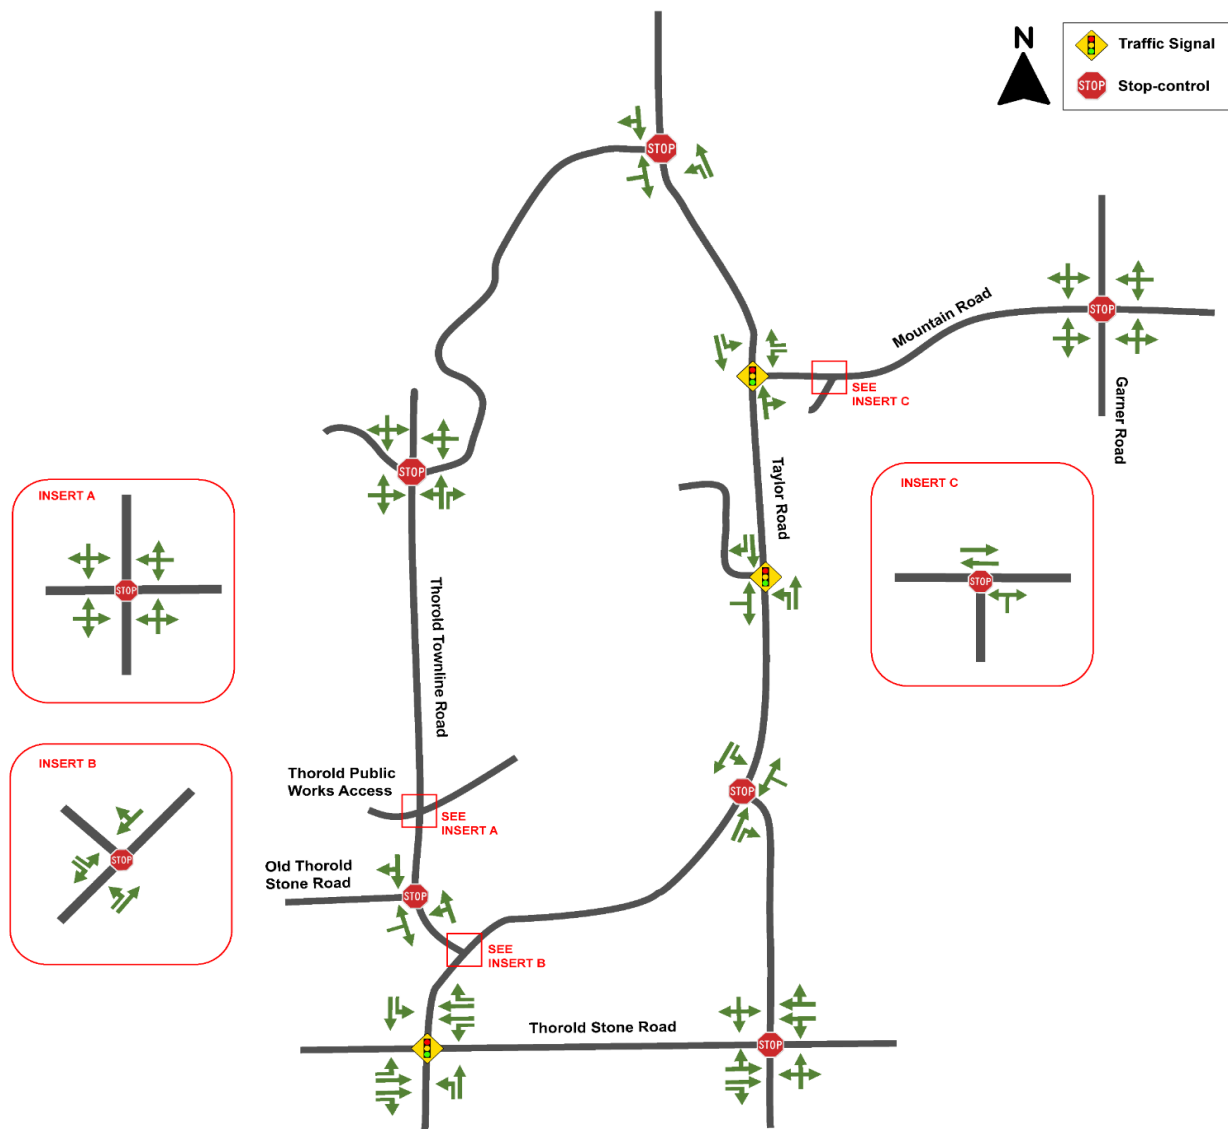 N
Traffic Signal
STOP
Stop-control
STOP
Mountain Road
STOP
SEE
INSERT C
Garner Road
STOP
INSERT A
STOP
INSERT C
STOP
Taylor Road
Thorold Townline Road
INSERT B
STOP
Thorold Public
Works Access
SEE
INSERT A
STOP
Old Thorold
Stone Road
STOP
SEE
INSERT B
Thorold Stone Road
STOP